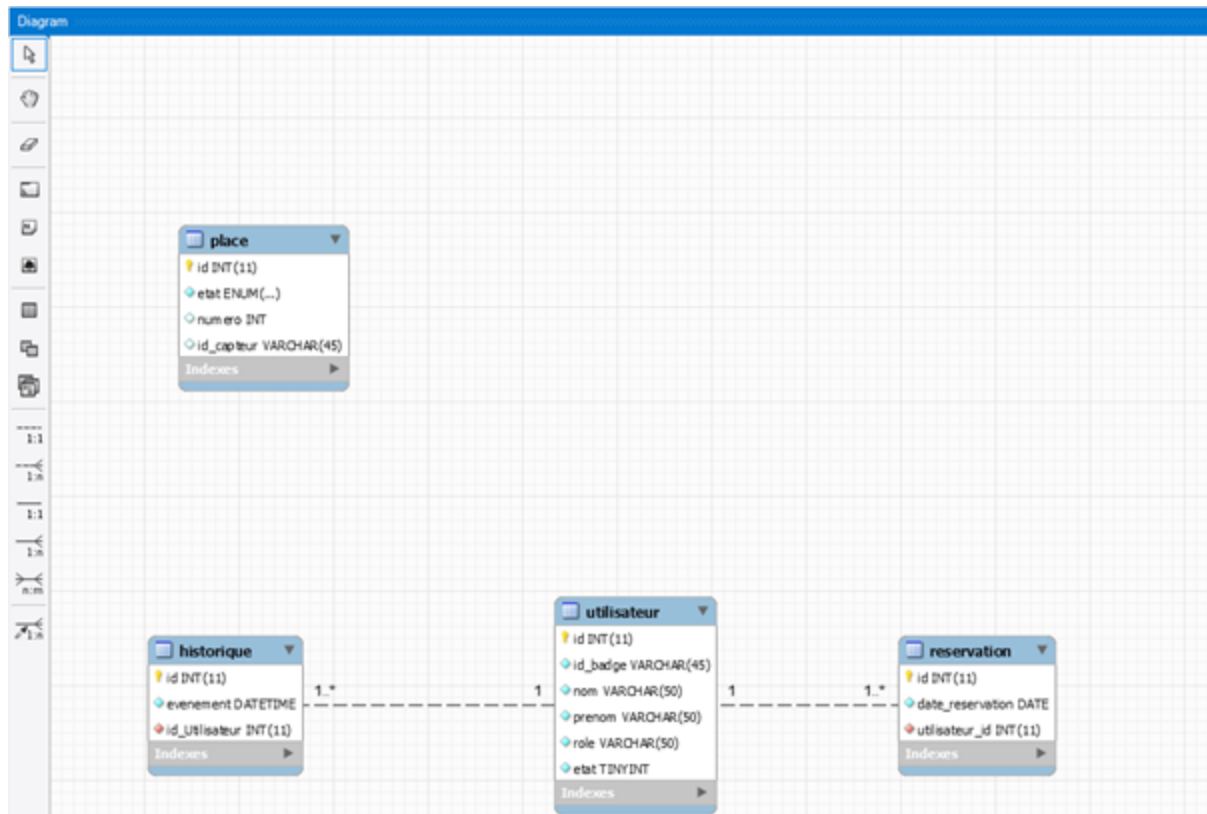 Diagram
place
id INT(11)
etat ENUM(...)
numero INT
id_capteur VARCHAR(45)
Indexes
1:1
1:n
1:1
1:n
n:m
1:n
historique
id INT(11)
evenement DATETIME
id_Utilisateur INT(11)
Indexes
1..*
1
utilisateur
id INT(11)
id_badge VARCHAR(45)
nom VARCHAR(50)
prenom VARCHAR(50)
role VARCHAR(50)
etat TINYINT
Indexes
1
1..*
reservation
id INT(11)
date_reservation DATE
utilisateur_id INT(11)
Indexes